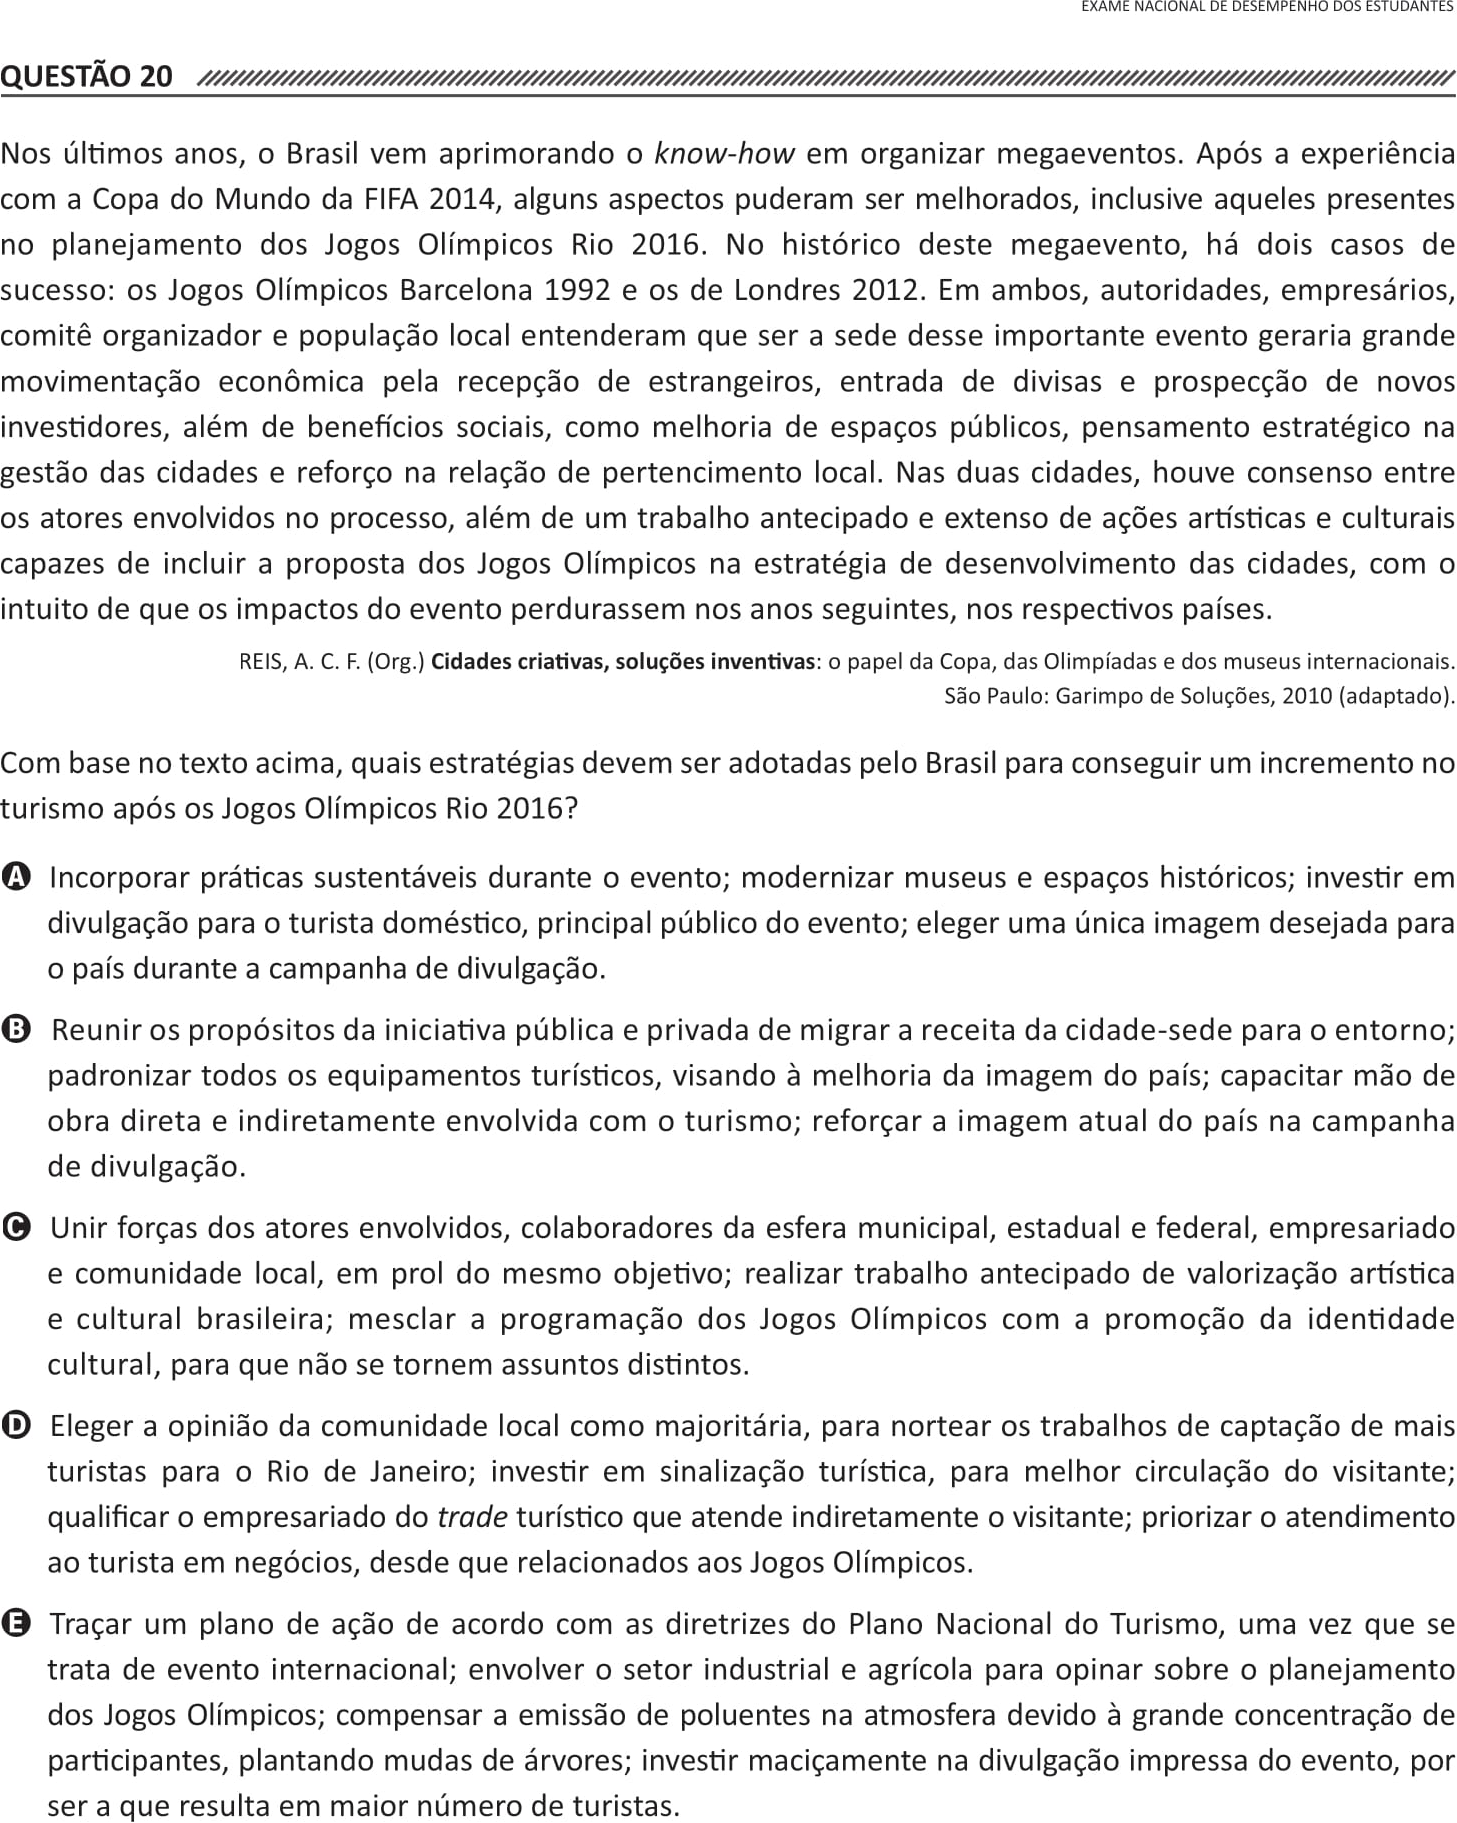 EXAME NACIONAL DE DESEMPENHO DOS ESTUDANTES
QUESTÃO 20
Nos últimos anos, o Brasil vem aprimorando o know-how em organizar megaeventos. Após a experiência
com a Copa do Mundo da FIFA 2014, alguns aspectos puderam ser melhorados, inclusive aqueles presentes
no planejamento dos Jogos Olímpicos Rio 2016. No histórico deste megaevento, há dois casos de
sucesso: os Jogos Olímpicos Barcelona 1992 e os de Londres 2012. Em ambos, autoridades, empresários,
comitê organizador e população local entenderam que ser a sede desse importante evento geraria grande
movimentação econômica pela recepção de estrangeiros, entrada de divisas e prospecção de novos
investidores, além de benefícios sociais, como melhoria de espaços públicos, pensamento estratégico na
gestão das cidades e reforço na relação de pertencimento local. Nas duas cidades, houve consenso entre
os atores envolvidos no processo, além de um trabalho antecipado e extenso de ações artísticas e culturais
capazes de incluir a proposta dos Jogos Olímpicos na estratégia de desenvolvimento das cidades, com o
intuito de que os impactos do evento perdurassem nos anos seguintes, nos respectivos países.
REIS, A. C. F. (Org.) Cidades criativas, soluções inventivas: o papel da Copa, das Olimpíadas e dos museus internacionais.
São Paulo: Garimpo de Soluções, 2010 (adaptado).
Com base no texto acima, quais estratégias devem ser adotadas pelo Brasil para conseguir um incremento no
turismo após os Jogos Olímpicos Rio 2016?
A Incorporar práticas sustentáveis durante o evento; modernizar museus e espaços históricos; investir em
divulgação para o turista doméstico, principal público do evento; eleger uma única imagem desejada para
o país durante a campanha de divulgação.
B Reunir os propósitos da iniciativa pública e privada de migrar a receita da cidade-sede para o entorno;
padronizar todos os equipamentos turísticos, visando à melhoria da imagem do país; capacitar mão de
obra direta e indiretamente envolvida com o turismo; reforçar a imagem atual do país na campanha
de divulgação.
C Unir forças dos atores envolvidos, colaboradores da esfera municipal, estadual e federal, empresariado
e comunidade local, em prol do mesmo objetivo; realizar trabalho antecipado de valorização artística
e cultural brasileira; mesclar a programação dos Jogos Olímpicos com a promoção da identidade
cultural, para que não se tornem assuntos distintos.
D Eleger a opinião da comunidade local como majoritária, para nortear os trabalhos de captação de mais
turistas para o Rio de Janeiro; investir em sinalização turística, para melhor circulação do visitante;
qualificar o empresariado do trade turístico que atende indiretamente o visitante; priorizar o atendimento
ao turista em negócios, desde que relacionados aos Jogos Olímpicos.
E Traçar um plano de ação de acordo com as diretrizes do Plano Nacional do Turismo, uma vez que se
trata de evento internacional; envolver o setor industrial e agrícola para opinar sobre o planejamento
dos Jogos Olímpicos; compensar a emissão de poluentes na atmosfera devido à grande concentração de
participantes, plantando mudas de árvores; investir maciçamente na divulgação impressa do evento, por
ser a que resulta em maior número de turistas.